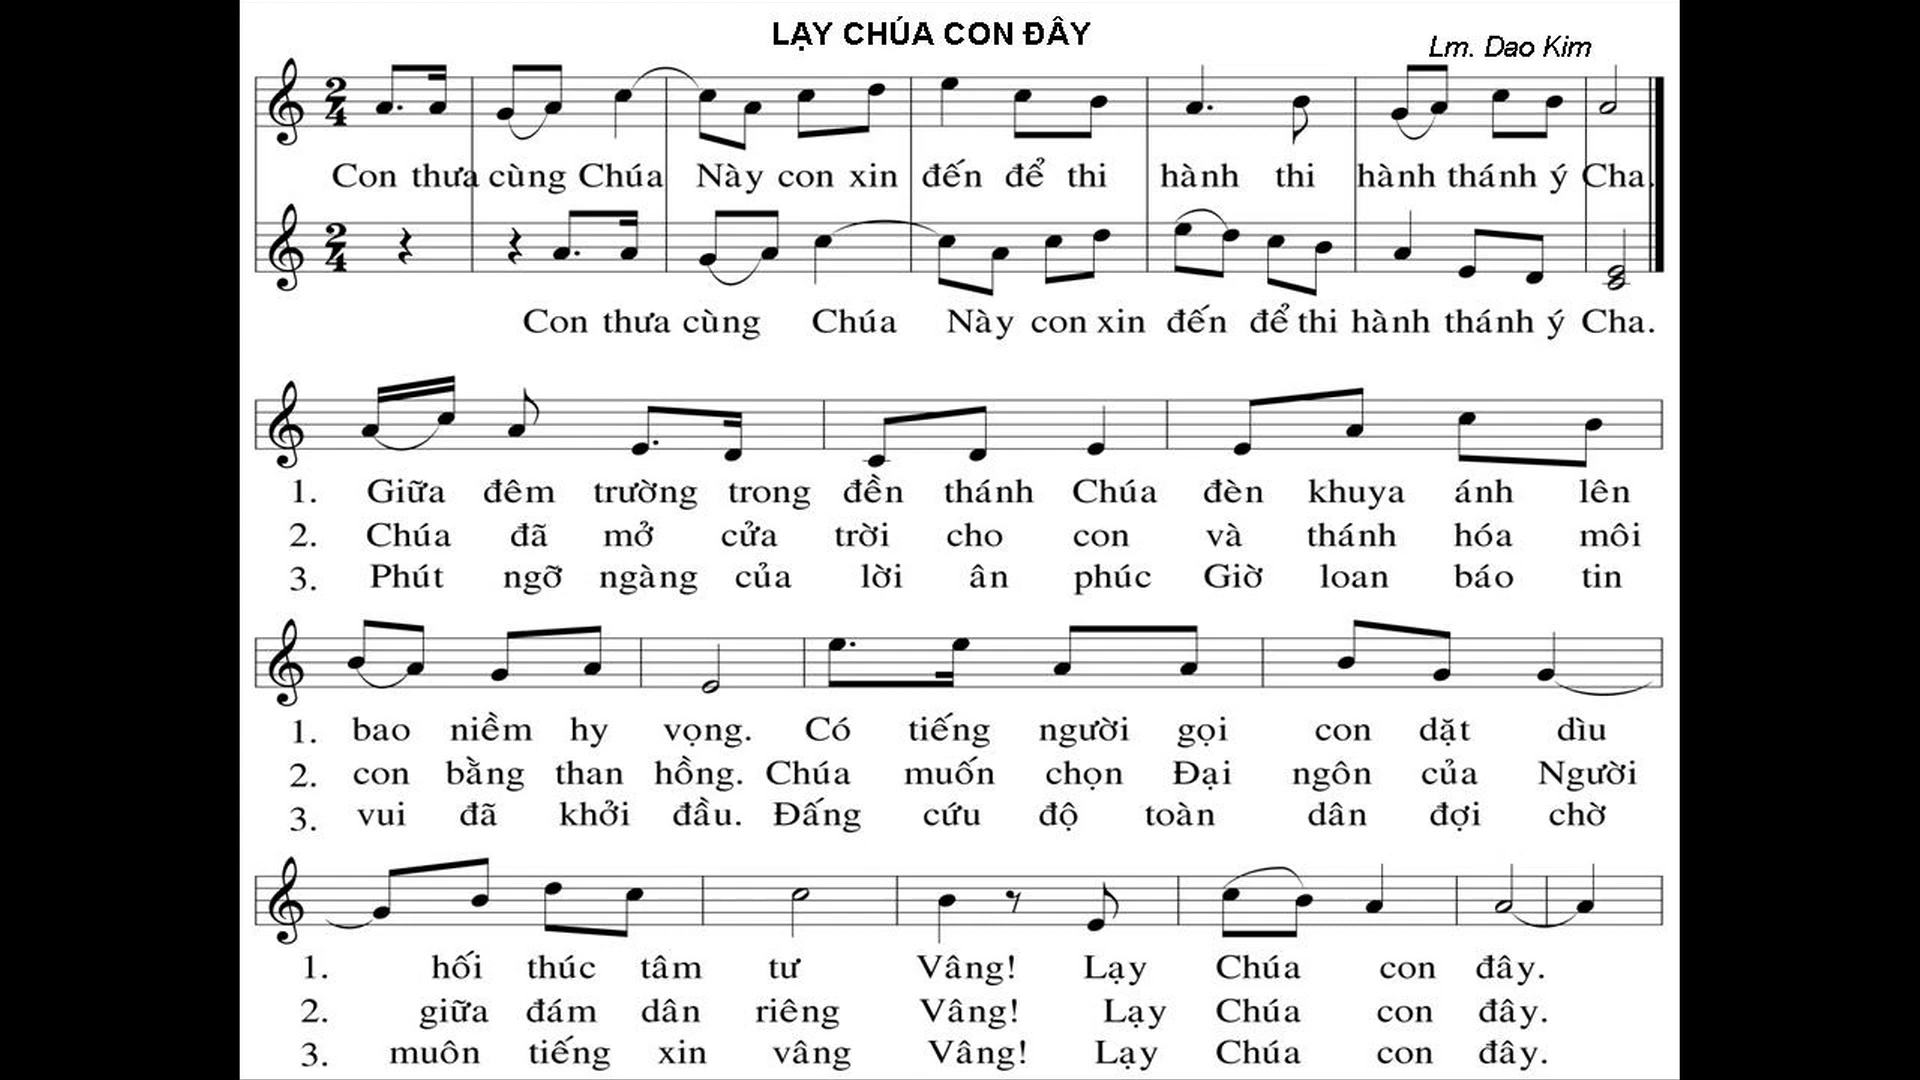 LẠY CHÚA CON ĐÂY
Lm. Dao Kim
2/4
Con thưa cùng Chúa Này con xin đến để thi hành thi hành thánh ý Cha.
2/4
Con thưa cùng Chúa Này con xin đến để thi hành thánh ý Cha.
1. Giữa đêm trường trong đền thánh Chúa đèn khuya ánh lên
2. Chúa đã mở cửa trời cho con và thánh hóa môi
3. Phút ngỡ ngàng của lời ân phúc Giờ loan báo tin
1. bao niềm hy vọng. Có tiếng người gọi con dặt dìu
2. con bằng than hồng. Chúa muốn chọn Đại ngôn của Người
3. vui đã khởi đầu. Đấng cứu độ toàn dân đợi chờ
1. hối thúc tâm tư Vâng! Lạy Chúa con đây.
2. giữa đám dân riêng Vâng! Lạy Chúa con đây.
3. muôn tiếng xin vâng Vâng! Lạy Chúa con đây.